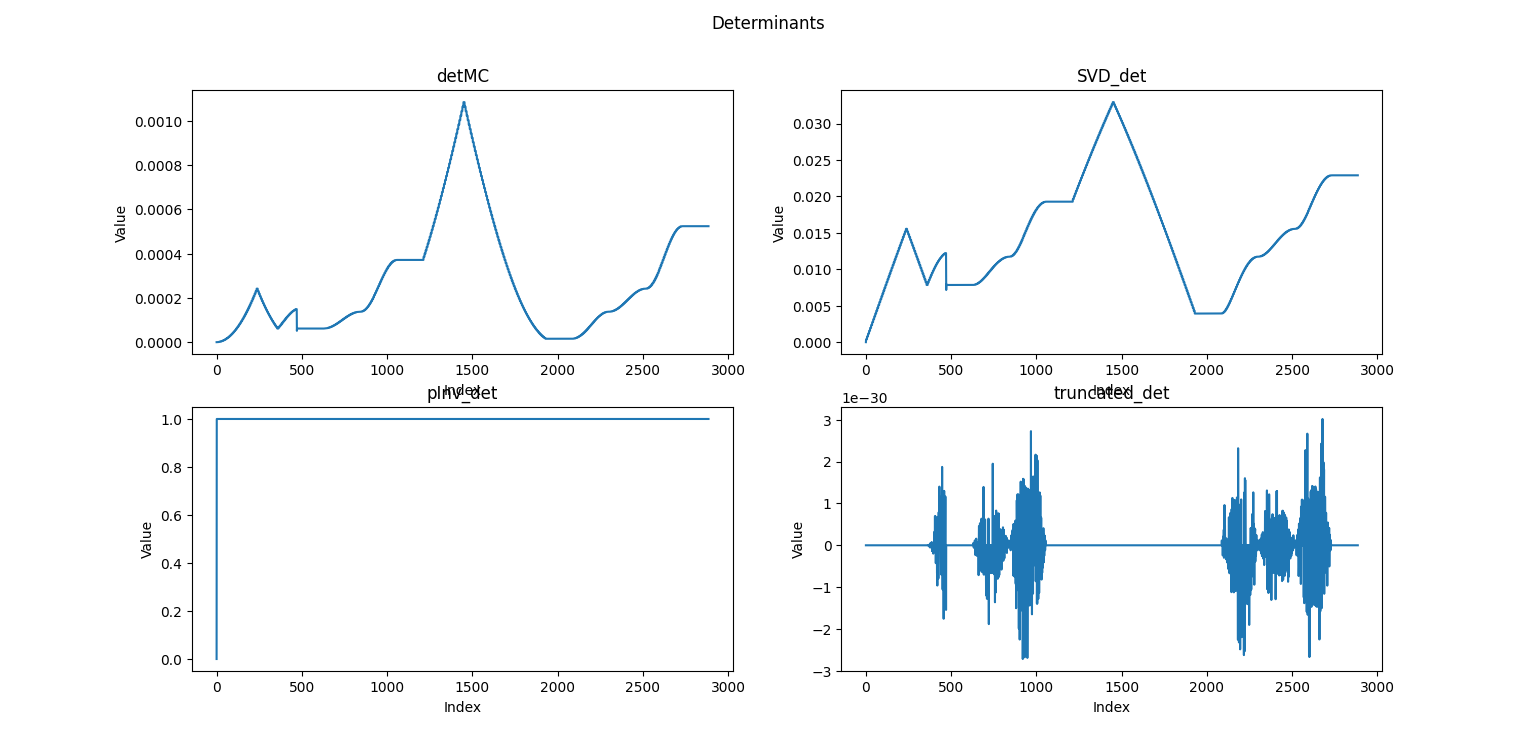 Determinants
detMC
SVD_det
0.0010
0.0008
0.0006
0.0004
0.0002
0.0000
Value
0 500 1000 1500 2000 2500 3000
Index
0.030
0.025
0.020
0.015
0.010
0.005
0.000
Value
0 500 1000 1500 2000 2500 3000
Index
pInv_det
1.0
0.8
0.6
0.4
0.2
0.0
Value
0 500 1000 1500 2000 2500 3000
Index
truncated_det
1e−30
3
2
1
0
−1
−2
−3
Value
0 500 1000 1500 2000 2500 3000
Index